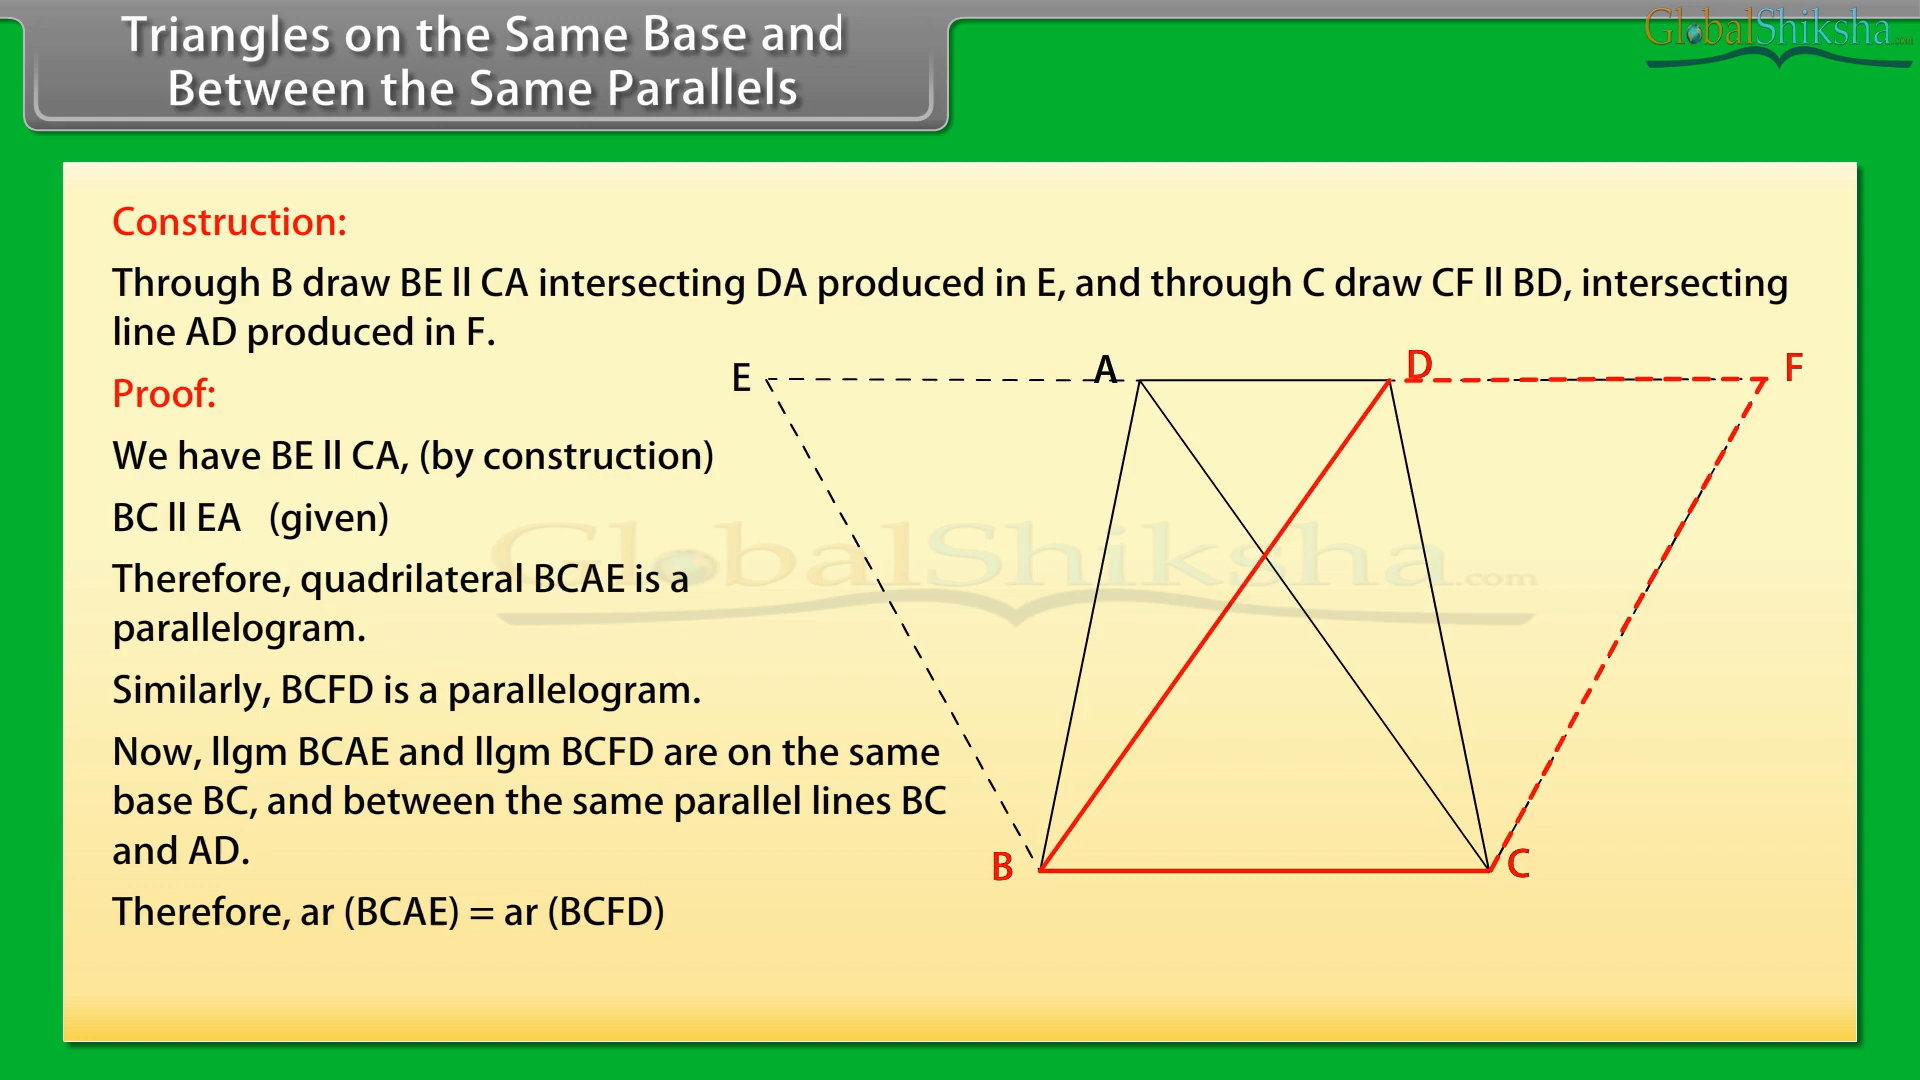 Triangles on the Same Base and
Between the Same Parallels
GlobalShiksha.com
Construction:
Through B draw BE ll CA intersecting DA produced in E, and through C draw CF ll BD, intersecting
line AD produced in F.
Proof:
We have BE ll CA, (by construction)
BC ll EA (given)
Therefore, quadrilateral BCAE is a
parallelogram.
Similarly, BCFD is a parallelogram.
Now, llgm BCAE and llgm BCFD are on the same
base BC, and between the same parallel lines BC
and AD.
Therefore, ar (BCAE) = ar (BCFD)
E
A
D
F
B
C
GlobalShiksha.com